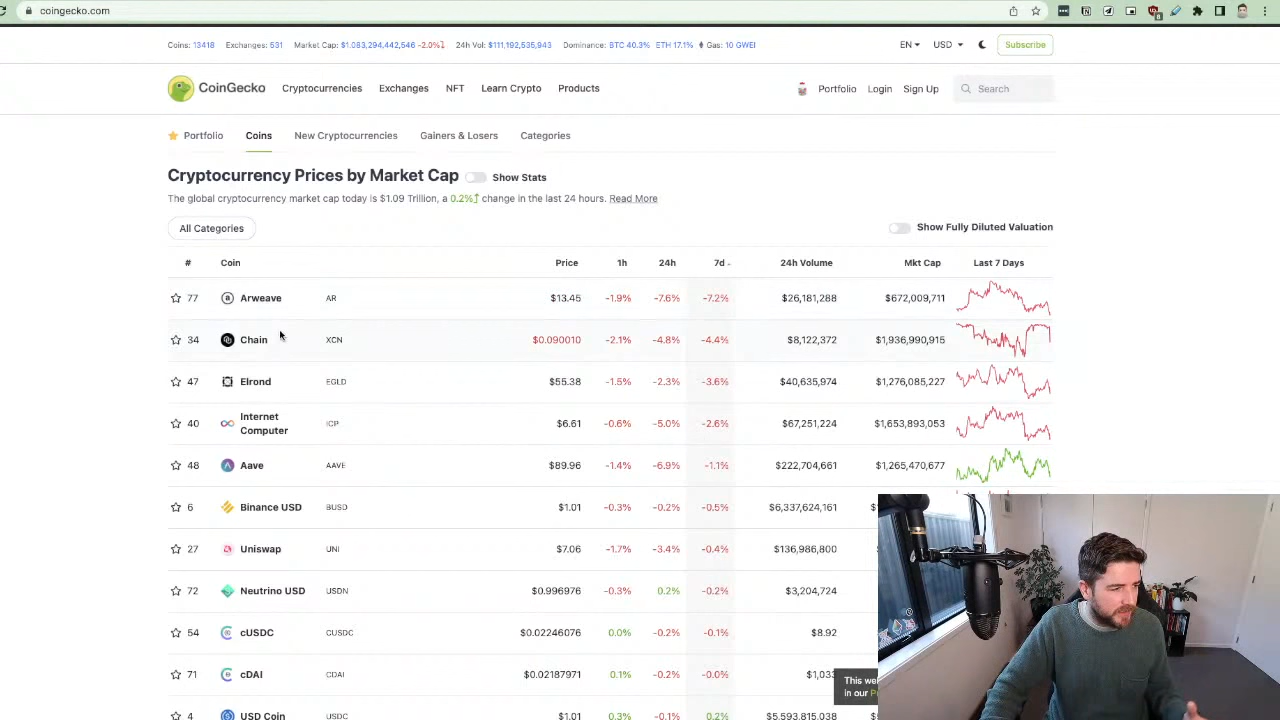 coingecko.com
Coins: 13418 Exchanges: 531 Market Cap: $1,083,294,442,546 -2.0% 24h Vol: $111,192,535,943 Dominance: BTC 40.3% ETH 17.1% Gas: 10 GWEI EN USD Subscribe
CoinGecko Cryptocurrencies Exchanges NFT Learn Crypto Products Portfolio Login Sign Up Search
Portfolio Coins New Cryptocurrencies Gainers & Losers Categories
Cryptocurrency Prices by Market Cap Show Stats
The global cryptocurrency market cap today is $1.09 Trillion, a 0.2% change in the last 24 hours. Read More
All Categories Show Fully Diluted Valuation
# Coin Price 1h 24h 7d 24h Volume Mkt Cap Last 7 Days
77 Arweave AR $13.45 -1.9% -7.6% -7.2% $26,181,288 $672,009,711
34 Chain XCN $0.090010 -2.1% -4.8% -4.4% $8,122,372 $1,936,990,915
47 Elrond EGLD $55.38 -1.5% -2.3% -3.6% $40,635,974 $1,276,085,227
40 Internet Computer ICP $6.61 -0.6% -5.0% -2.6% $67,251,224 $1,653,893,053
48 Aave AAVE $89.96 -1.4% -6.9% -1.1% $222,704,661 $1,265,470,677
6 Binance USD BUSD $1.01 -0.3% -0.2% -0.5% $6,337,624,161
27 Uniswap UNI $7.06 -1.7% -3.4% -0.4% $136,986,800
72 Neutrino USD USDN $0.996976 -0.3% 0.2% -0.2% $3,204,724
54 cUSDC CUSDC $0.02246076 0.0% -0.2% -0.1% $8.92
71 cDAI CDAI $0.02187971 0.1% -0.2% -0.0% $1,033
This we
in our P
4 USD Coin USDC $1.01 0.3% -0.1% 0.2% $5,593,815,038